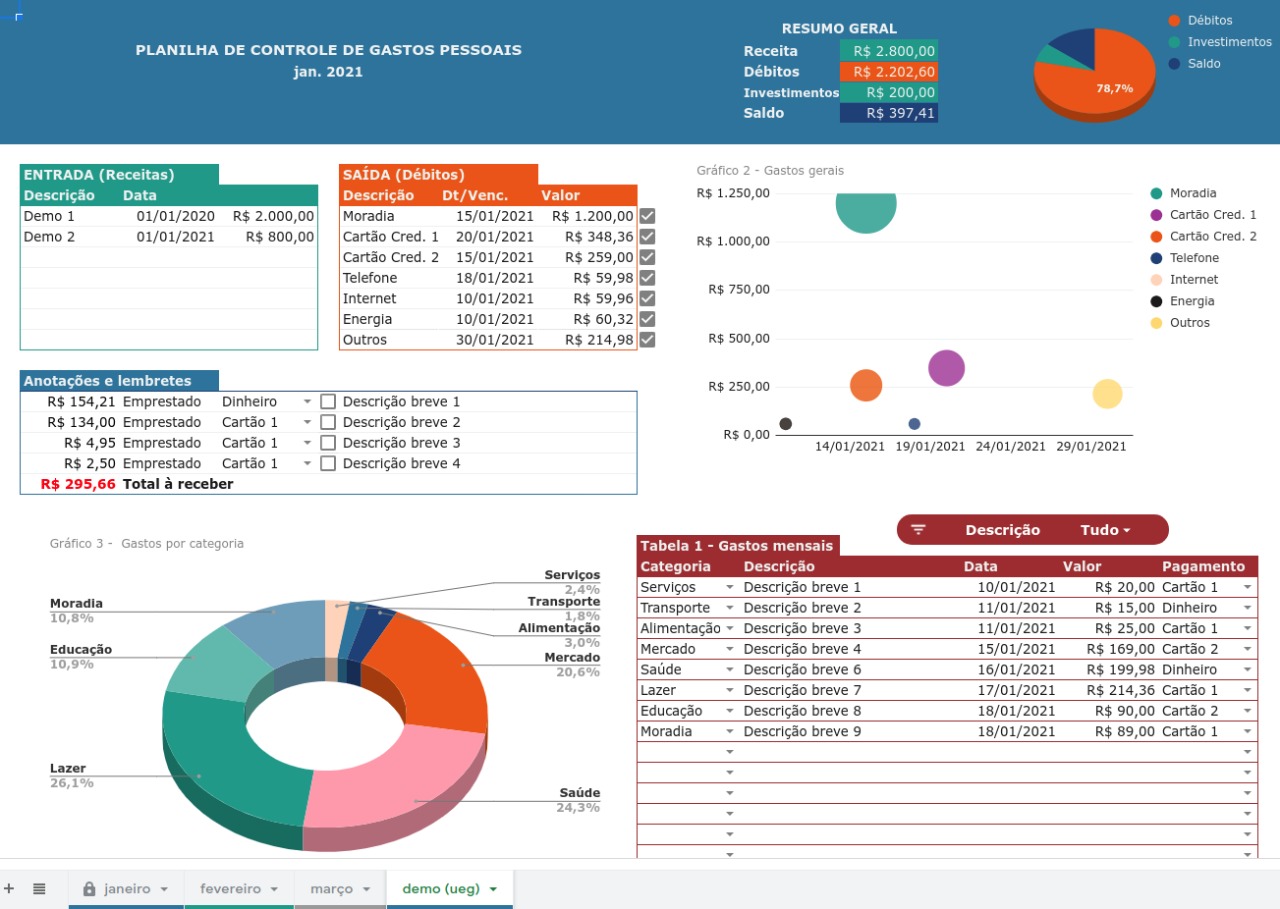 PLANILHA DE CONTROLE DE GASTOS PESSOAIS
jan. 2021
RESUMO GERAL
Receita R$ 2.800,00
Débitos R$ 2.202,60
Investimentos R$ 200,00
Saldo R$ 397,41
78,7%
Débitos
Investimentos
Saldo
ENTRADA (Receitas)
Descrição Data
Demo 1 01/01/2020 R$ 2.000,00
Demo 2 01/01/2021 R$ 800,00
SAÍDA (Débitos)
Descrição Dt/Venc. Valor
Moradia 15/01/2021 R$ 1.200,00
Cartão Cred. 1 20/01/2021 R$ 348,36
Cartão Cred. 2 15/01/2021 R$ 259,00
Telefone 18/01/2021 R$ 59,98
Internet 10/01/2021 R$ 59,96
Energia 10/01/2021 R$ 60,32
Outros 30/01/2021 R$ 214,98
Gráfico 2 - Gastos gerais
R$ 1.250,00
R$ 1.000,00
R$ 750,00
R$ 500,00
R$ 250,00
R$ 0,00
14/01/2021 19/01/2021 24/01/2021 29/01/2021
Moradia
Cartão Cred. 1
Cartão Cred. 2
Telefone
Internet
Energia
Outros
Anotações e lembretes
R$ 154,21 Emprestado Dinheiro Descrição breve 1
R$ 134,00 Emprestado Cartão 1 Descrição breve 2
R$ 4,95 Emprestado Cartão 1 Descrição breve 3
R$ 2,50 Emprestado Cartão 1 Descrição breve 4
R$ 295,66 Total à receber
Gráfico 3 - Gastos por categoria
Serviços
2,4%
Transporte
1,8%
Alimentação
3,0%
Mercado
20,6%
Saúde
24,3%
Moradia
10,8%
Educação
10,9%
Lazer
26,1%
Descrição Tudo
Tabela 1 - Gastos mensais
Categoria Descrição Data Valor Pagamento
Serviços Descrição breve 1 10/01/2021 R$ 20,00 Cartão 1
Transporte Descrição breve 2 11/01/2021 R$ 15,00 Dinheiro
Alimentação Descrição breve 3 11/01/2021 R$ 25,00 Cartão 1
Mercado Descrição breve 4 15/01/2021 R$ 169,00 Cartão 2
Saúde Descrição breve 6 16/01/2021 R$ 199,98 Dinheiro
Lazer Descrição breve 7 17/01/2021 R$ 214,36 Cartão 1
Educação Descrição breve 8 18/01/2021 R$ 90,00 Cartão 2
Moradia Descrição breve 9 18/01/2021 R$ 89,00 Cartão 1
janeiro fevereiro março demo (ueg)